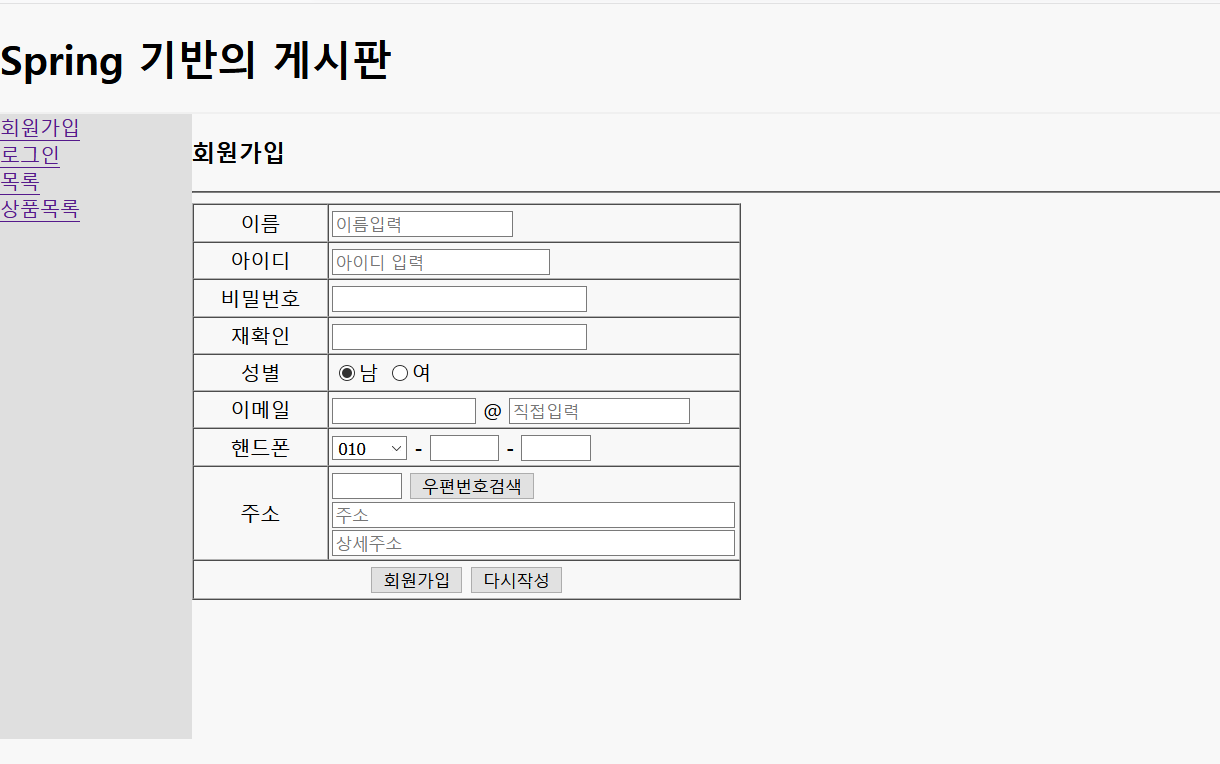 Spring 기반의 게시판
회원가입
로그인
목록
상품목록
회원가입
이름 이름입력
아이디 아이디 입력
비밀번호
재확인
성별 남 여
이메일 @ 직접입력
핸드폰 010 - -
주소 우편번호검색
주소
상세주소
회원가입 다시작성